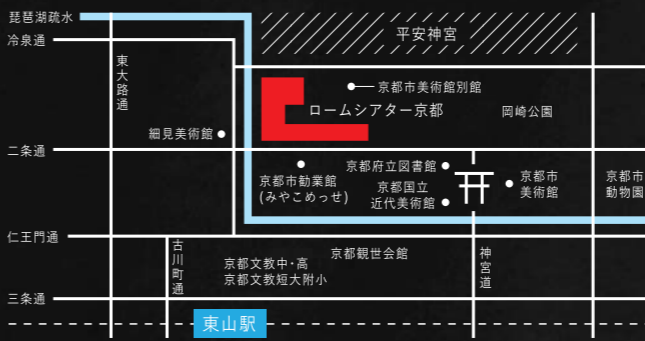 琵琶湖疏水
冷泉通
平安神宮
東大路通
京都市美術館別館
ロームシアター京都
岡崎公園
細見美術館
二条通
京都市勧業館
(みやこめっせ)
京都府立図書館
京都国立
近代美術館
京都市
美術館
京都市
動物園
仁王門通
古川町通
京都文教中・高
京都文教短大附小
京都観世会館
神宮道
三条通
東山駅